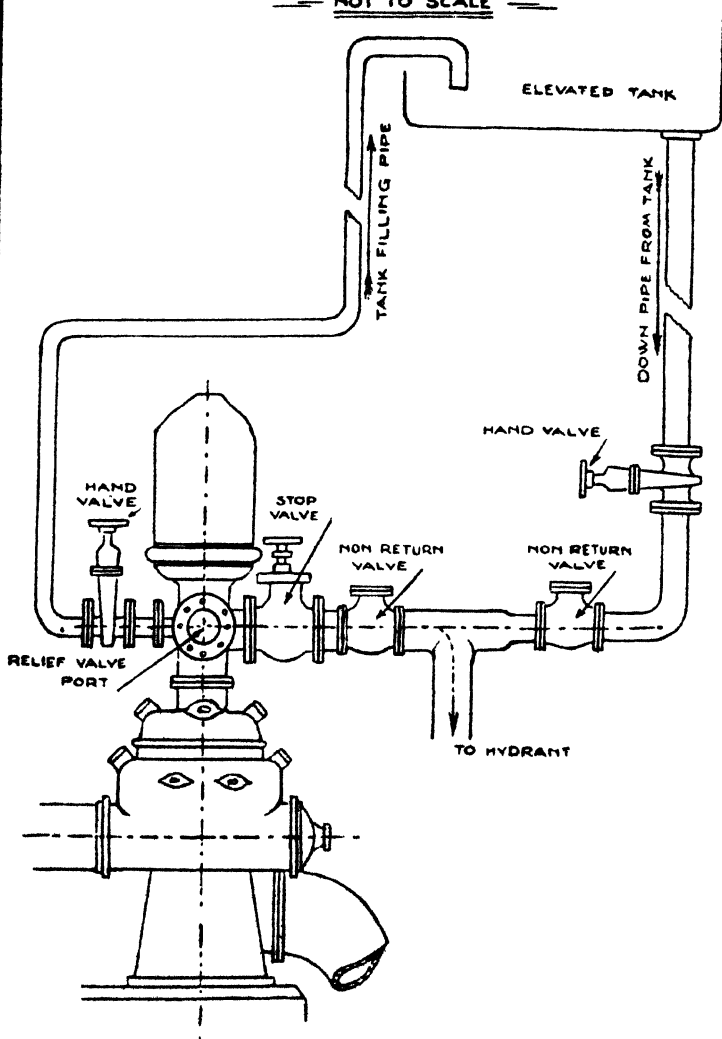 NOT TO SCALE
ELEVATED TANK
TANK FILLING PIPE
DOWN PIPE FROM TANK
HAND VALVE
HAND
VALVE
STOP
VALVE
NON RETURN
VALVE
NON RETURN
VALVE
RELIEF VALVE
PORT
TO HYDRANT